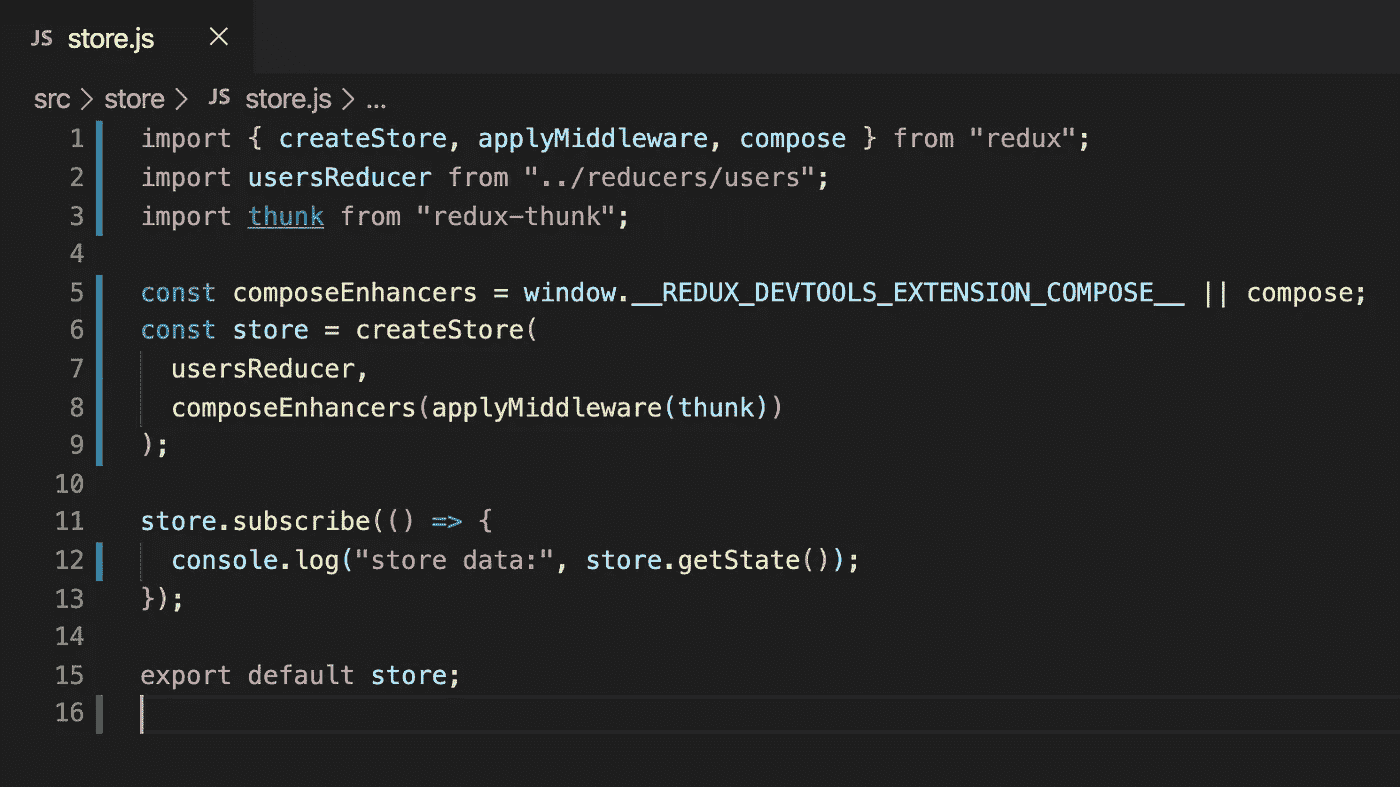 JS store.js ×
src > store > JS store.js > ...
1 import { createStore, applyMiddleware, compose } from "redux";
2 import usersReducer from "../reducers/users";
3 import thunk from "redux-thunk";
4
5 const composeEnhancers = window.__REDUX_DEVTOOLS_EXTENSION_COMPOSE__ || compose;
6 const store = createStore(
7   usersReducer,
8   composeEnhancers(applyMiddleware(thunk))
9 );
10
11 store.subscribe(() => {
12   console.log("store data:", store.getState());
13 });
14
15 export default store;
16